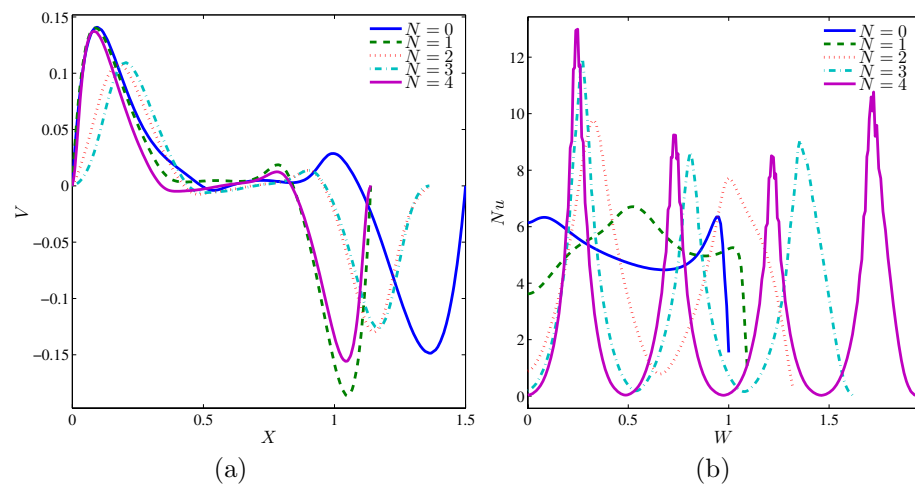 0.15
0.10
0.05
0
−0.05
−0.10
−0.15
V
0
0.5
1
1.5
X
N = 0
N = 1
N = 2
N = 3
N = 4
(a)
12
10
8
6
4
2
0
Nu
0
0.5
1
1.5
W
N = 0
N = 1
N = 2
N = 3
N = 4
(b)